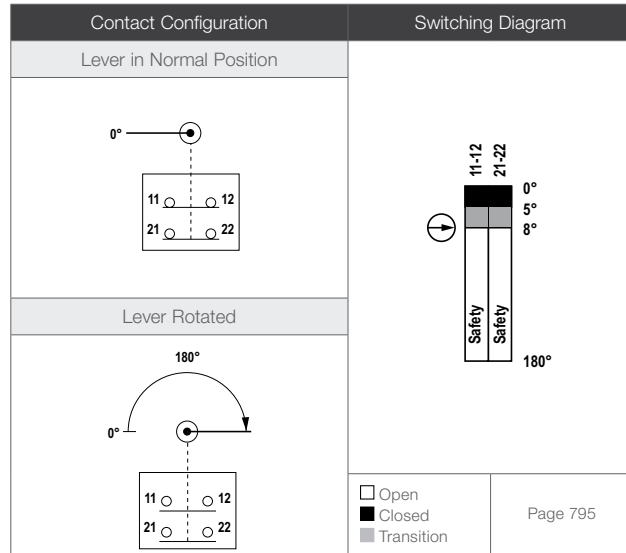 Contact Configuration
Switching Diagram
Lever in Normal Position
0°
11 12
21 22
Lever Rotated
180°
0°
11 12
21 22
11-12 21-22
0°
5°
8°
Safety Safety
180°
Open
Closed
Transition
Page 795